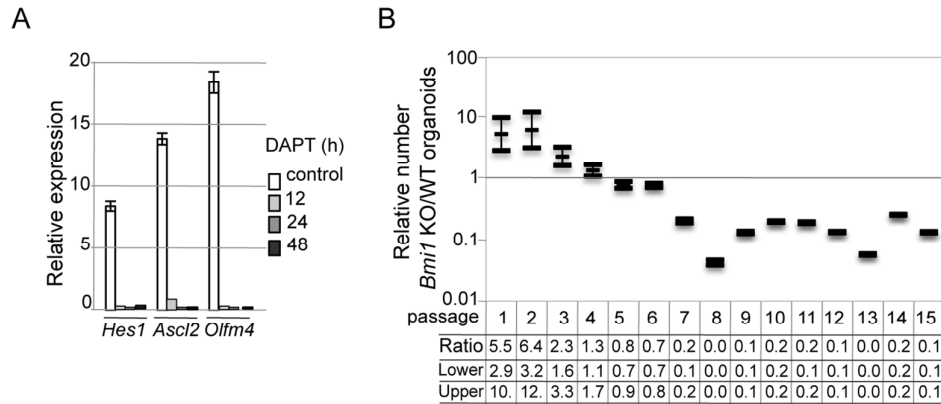 A
Relative expression
20
15
10
5
0
Hes1 Ascl2 Olfm4
DAPT (h)
control
12
24
48
B
Relative number
Bmi1 KO/WT organoids
100
10
1
0.1
0.01
passage 1 2 3 4 5 6 7 8 9 10 11 12 13 14 15
Ratio 5.5 6.4 2.3 1.3 0.8 0.7 0.2 0.0 0.1 0.2 0.2 0.1 0.0 0.2 0.1
Lower 2.9 3.2 1.6 1.1 0.7 0.7 0.1 0.0 0.1 0.2 0.1 0.1 0.0 0.2 0.1
Upper 10. 12. 3.3 1.7 0.9 0.8 0.2 0.0 0.1 0.2 0.2 0.1 0.0 0.2 0.1